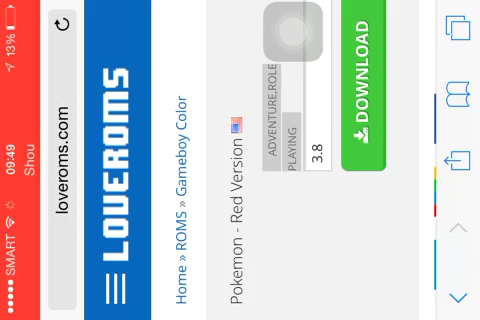 SMART 09:49 13%
Shou
loveroms.com
LOVEROMS
Home » ROMS » Gameboy Color
Pokemon - Red Version
ADVENTURE,ROLE
PLAYING
3.8
DOWNLOAD